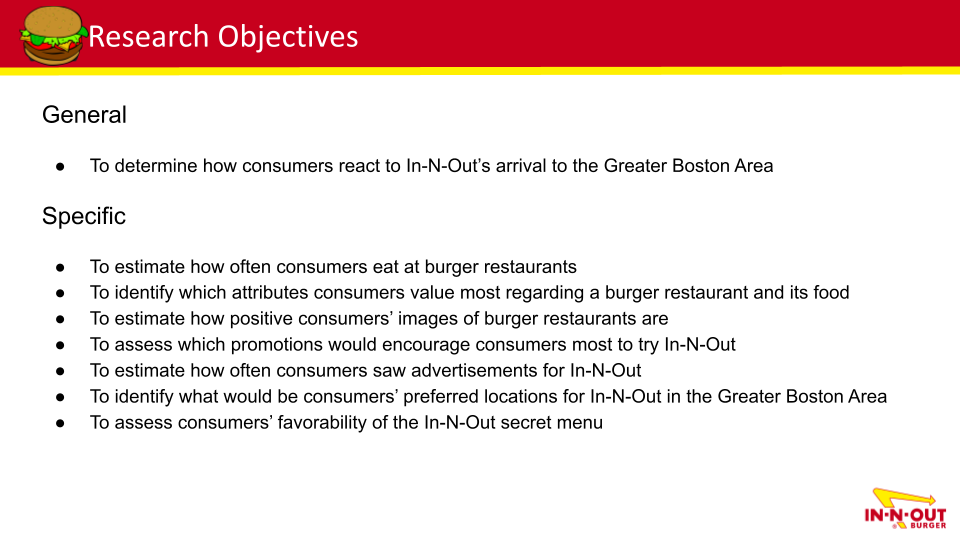 Research Objectives
General
● To determine how consumers react to In-N-Out’s arrival to the Greater Boston Area
Specific
● To estimate how often consumers eat at burger restaurants
● To identify which attributes consumers value most regarding a burger restaurant and its food
● To estimate how positive consumers’ images of burger restaurants are
● To assess which promotions would encourage consumers most to try In-N-Out
● To estimate how often consumers saw advertisements for In-N-Out
● To identify what would be consumers’ preferred locations for In-N-Out in the Greater Boston Area
● To assess consumers’ favorability of the In-N-Out secret menu
IN-N-OUT
® BURGER